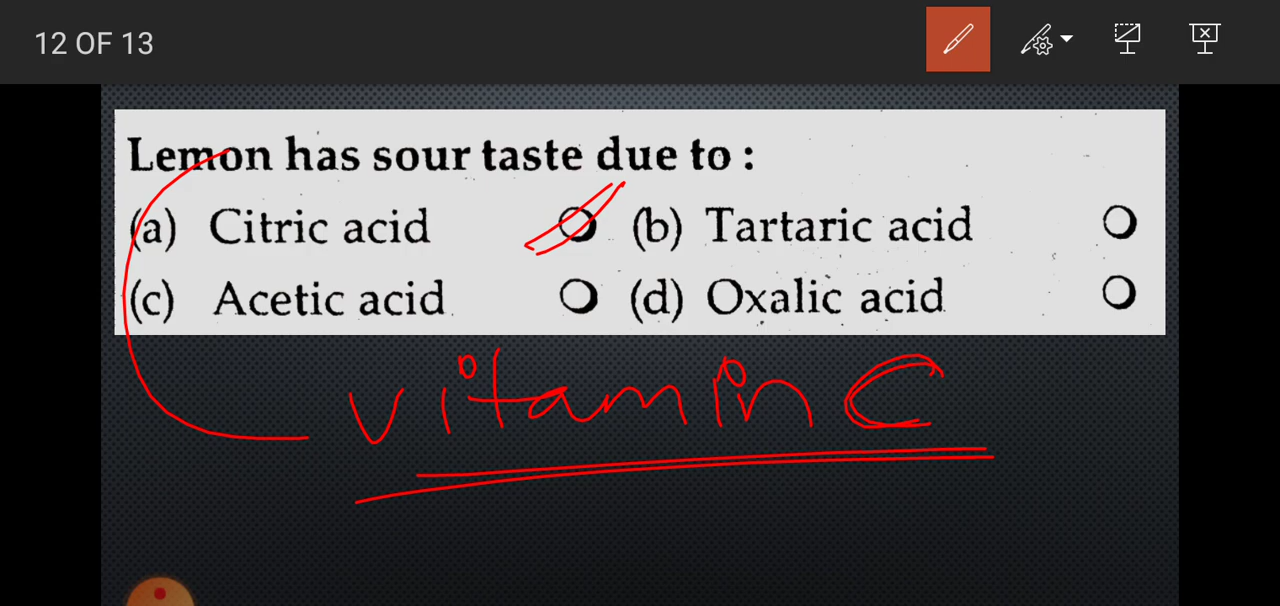 12 OF 13
Lemon has sour taste due to :
(a) Citric acid (b) Tartaric acid
(c) Acetic acid (d) Oxalic acid
vitamin C